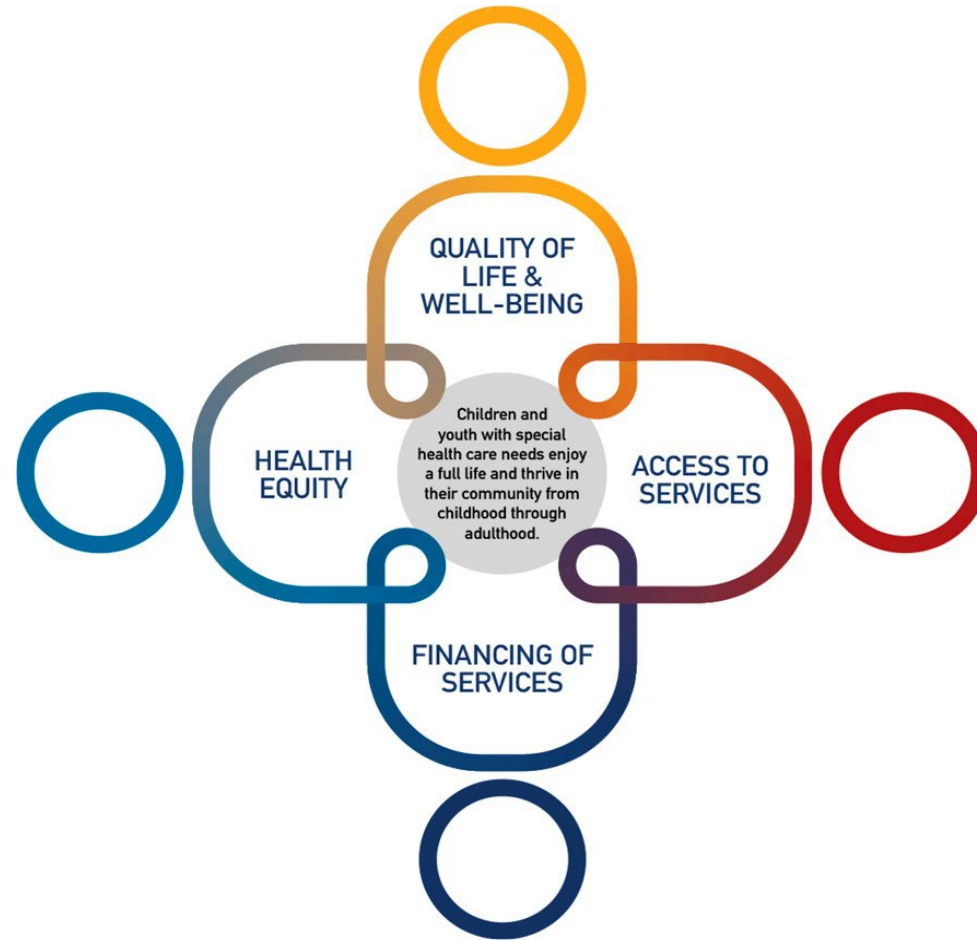 QUALITY OF
LIFE &
WELL-BEING
HEALTH
EQUITY
Children and
youth with special
health care needs enjoy
a full life and thrive in
their community from
childhood through
adulthood.
ACCESS TO
SERVICES
FINANCING OF
SERVICES